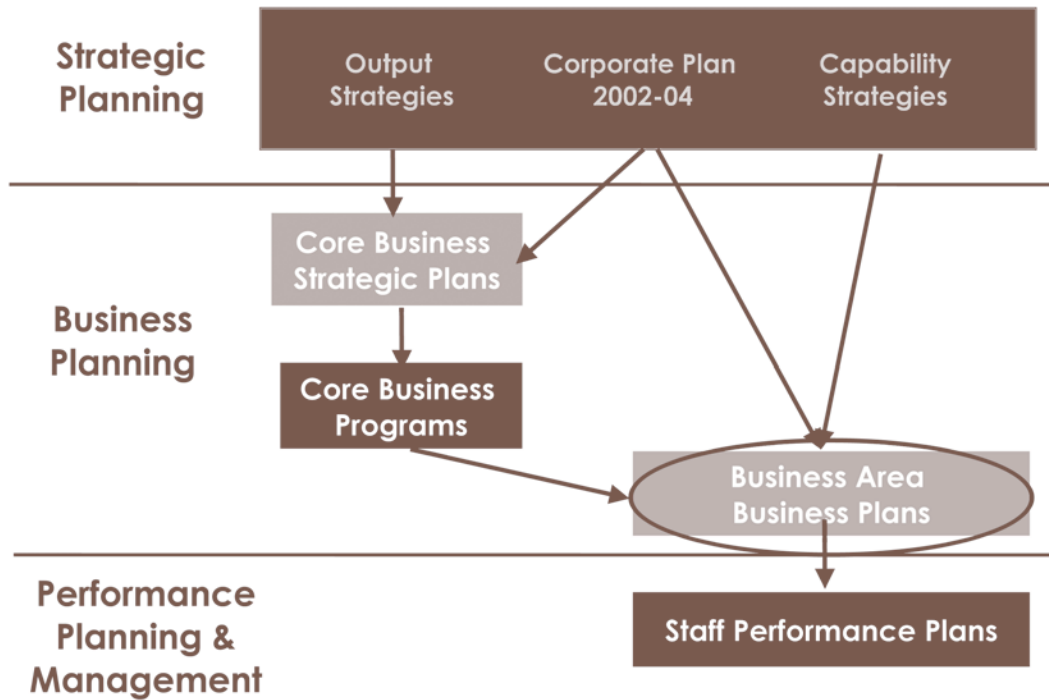 Strategic
Planning
Output
Strategies
Corporate Plan
2002-04
Capability
Strategies
Business
Planning
Core Business
Strategic Plans
Core Business
Programs
Business Area
Business Plans
Performance
Planning &
Management
Staff Performance Plans